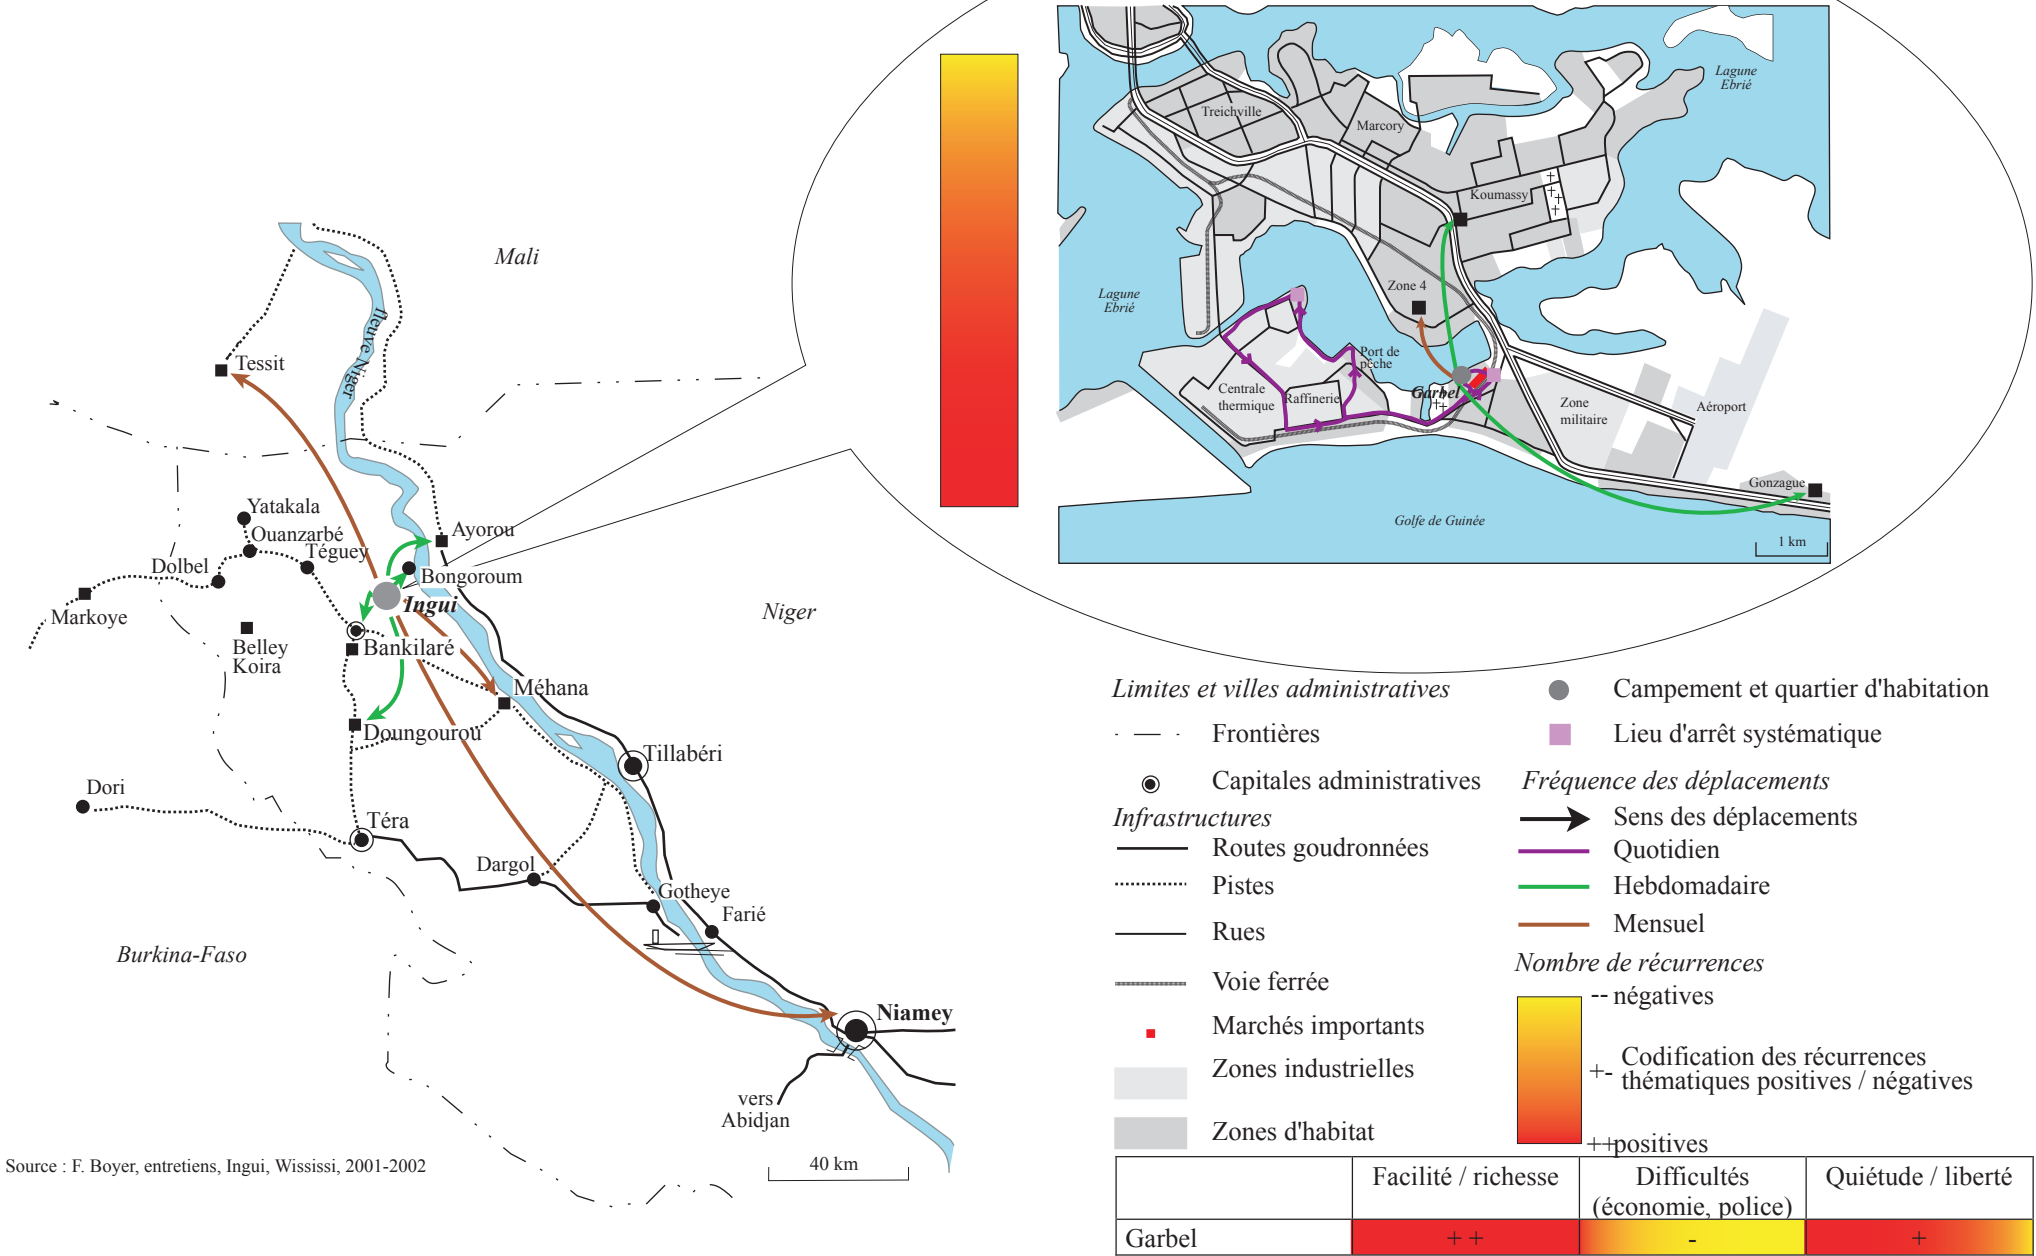 Mali
fleuve Niger
Tessit
Yatakala
Ouanzarbé
Téguey
Dolbel
Ayorou
Bongoroum
Ingui
Markoye
Belley
Koira
Bankilaré
Niger
Méhana
Doungourou
Tillabéri
Dori
Téra
Dargol
Gotheye
Farié
Burkina-Faso
Niamey
vers
Abidjan
40 km
Source : F. Boyer, entretiens, Ingui, Wississi, 2001-2002
Lagune
Ebrié
Treichville
Marcory
Koumassy
Lagune
Ebrié
Zone 4
Port de
pêche
Centrale
thermique
Raffinerie
Garbel
Zone
militaire
Aéroport
Gonzague
Golfe de Guinée
1 km
Limites et villes administratives
Frontières
Capitales administratives
Infrastructures
Routes goudronnées
Pistes
Rues
Voie ferrée
Marchés importants
Zones industrielles
Zones d'habitat
Campement et quartier d'habitation
Lieu d'arrêt systématique
Fréquence des déplacements
Sens des déplacements
Quotidien
Hebdomadaire
Mensuel
Nombre de récurrences
-- négatives
+- Codification des récurrences
thématiques positives / négatives
++positives
Facilité / richesse
Difficultés
(économie, police)
Quiétude / liberté
Garbel ++ - +